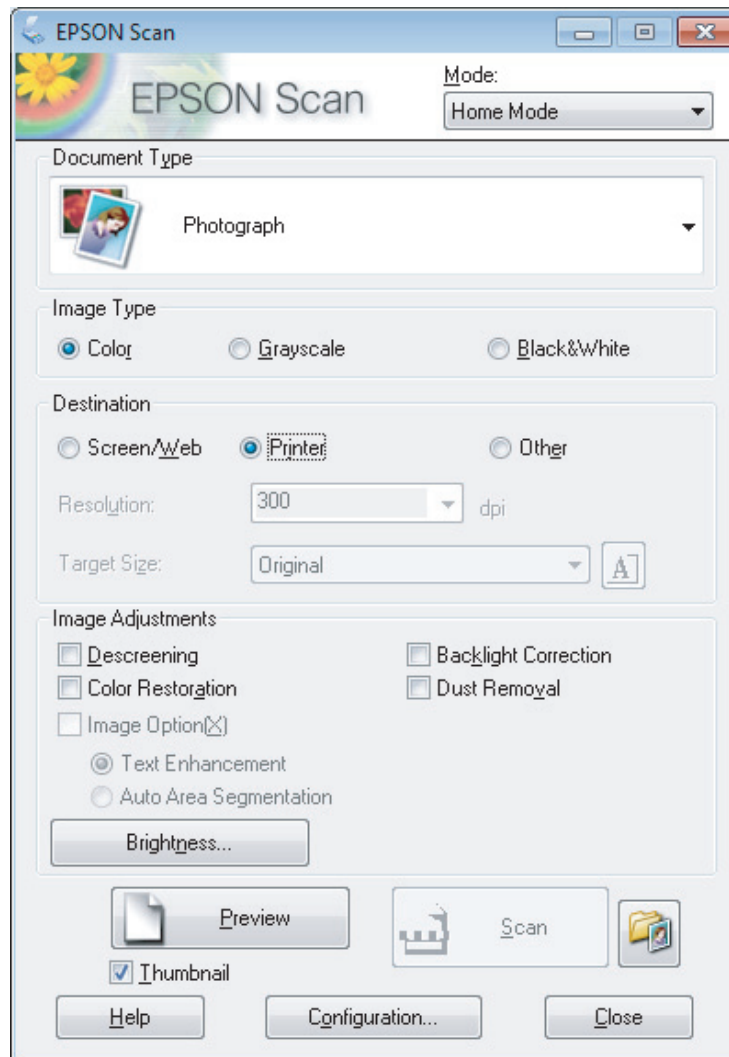 EPSON Scan
EPSON Scan
Mode:
Home Mode
Document Type
Photograph
Image Type
Color Grayscale Black&White
Destination
Screen/Web Printer Other
Resolution: 300 dpi
Target Size: Original A
Image Adjustments
Descreening Backlight Correction
Color Restoration Dust Removal
Image Option(X)
Text Enhancement
Auto Area Segmentation
Brightness...
Preview Scan
Thumbnail
Help Configuration... Close